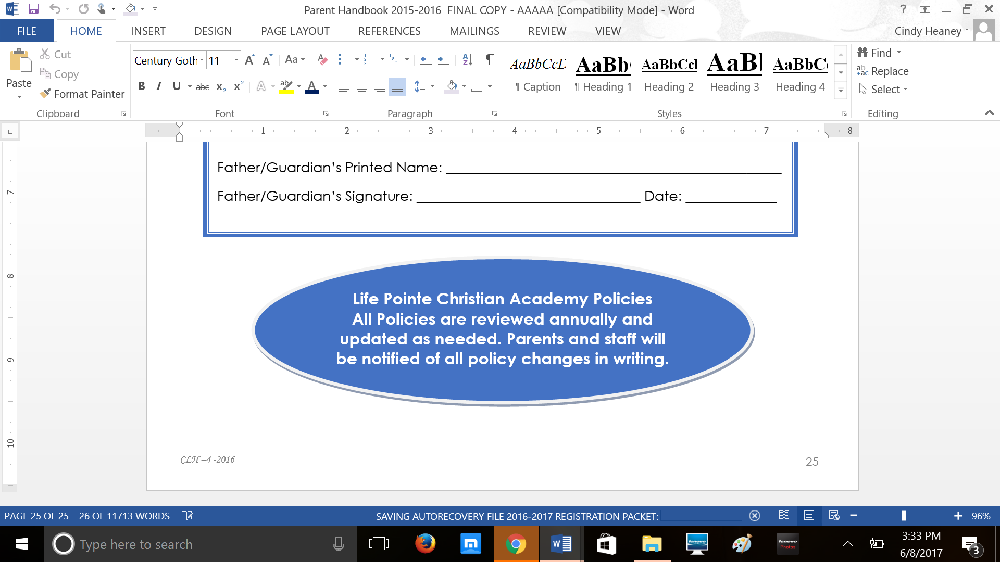 Parent Handbook 2015-2016 FINAL COPY - AAAAA [Compatibility Mode] - Word
FILE HOME INSERT DESIGN PAGE LAYOUT REFERENCES MAILINGS REVIEW VIEW Cindy Heaney
Paste
Cut
Copy
Format Painter
Clipboard
Century Goth 11
Aa
B I U abc X₂ X²
Font
Paragraph
AaBbCcD AaBb AaBbCcI AaBl AaBbC
¶ Caption ¶ Heading 1 Heading 2 Heading 3 Heading 4
Styles
Find
Replace
Select
Editing
1 2 3 4 5 6 7 8
7
8
9
10
Father/Guardian’s Printed Name: ______________________________
Father/Guardian’s Signature: ____________________ Date: ________
Life Pointe Christian Academy Policies
All Policies are reviewed annually and
updated as needed. Parents and staff will
be notified of all policy changes in writing.
CLH –4 -2016
25
PAGE 25 OF 25 26 OF 11713 WORDS SAVING AUTORECOVERY FILE 2016-2017 REGISTRATION PACKET: 96%
Type here to search
lenovo
lenovo
Photos
3:33 PM
6/8/2017
3